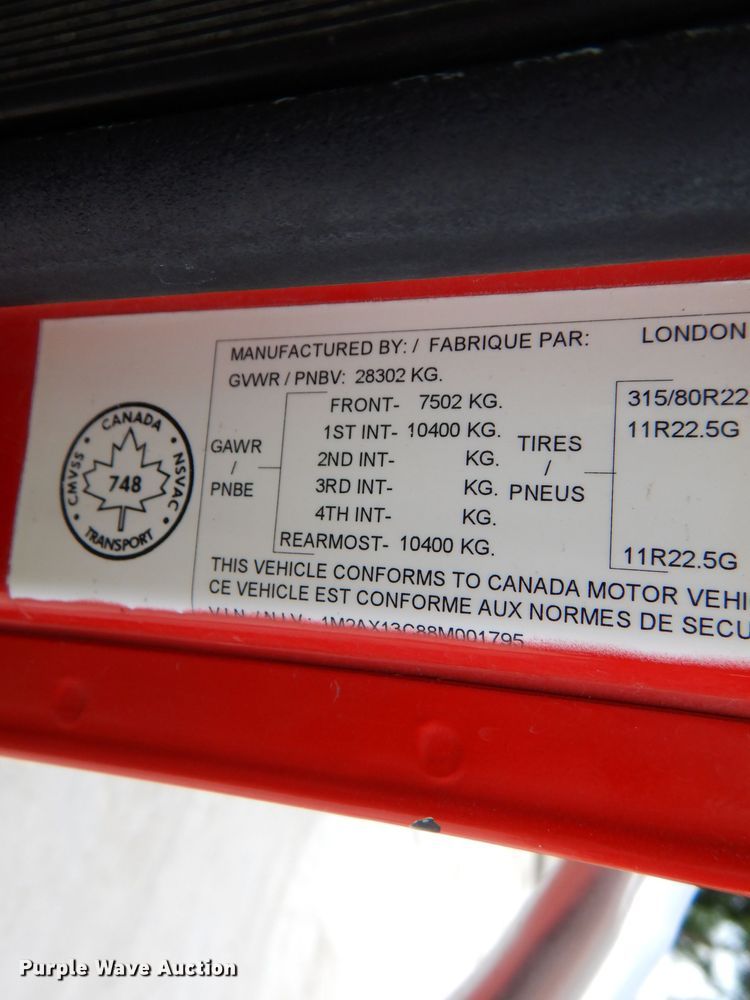 MANUFACTURED BY: / FABRIQUE PAR: LONDON
GVWR / PNBV: 28302 KG.
GAWR / PNBE
FRONT- 7502 KG.
1ST INT- 10400 KG.
2ND INT- KG.
3RD INT- KG.
4TH INT- KG.
REARMOST- 10400 KG.
TIRES / PNEUS
315/80R22
11R22.5G
11R22.5G
THIS VEHICLE CONFORMS TO CANADA MOTOR VEHI
CE VEHICLE EST CONFORME AUX NORMES DE SECU
V.I.N. / N.I.V.: 1M2AX13C88M001795
CANADA
CMVSS
748
NSVAC
TRANSPORT
Purple Wave Auction